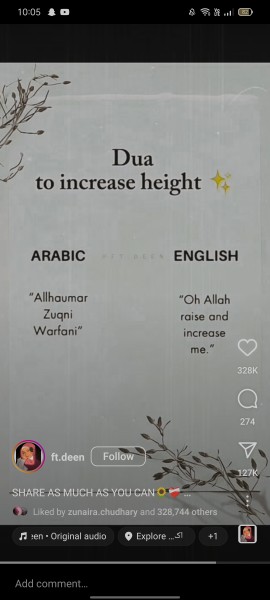 10:05
82
Dua
to increase height
ARABIC
ENGLISH
"Allhaumar
Zuqni
Warfani"
"Oh Allah
raise and
increase
me."
328K
274
127K
ft.deen
Follow
SHARE AS MUCH AS YOU CAN 🌻❤️‍🩹 ...
Liked by zunaira.chudhary and 328,744 others
een • Original audio
Explore ...
+1
Add comment...